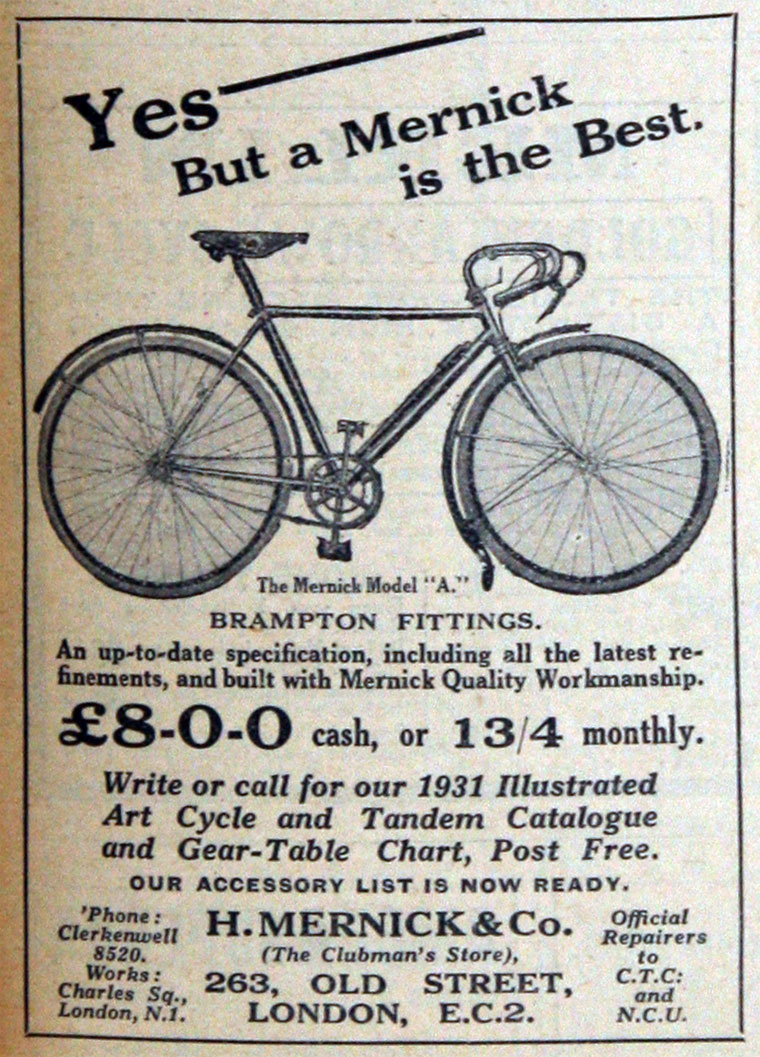 Yes—
But a Mernick
is the Best.
The Mernick Model "A."
BRAMPTON FITTINGS.
An up-to-date specification, including all the latest re-
finements, and built with Mernick Quality Workmanship.
£8-0-0 cash, or 13/4 monthly.
Write or call for our 1931 Illustrated
Art Cycle and Tandem Catalogue
and Gear-Table Chart, Post Free.
OUR ACCESSORY LIST IS NOW READY.
'Phone:
Clerkenwell
8520.
Works:
Charles Sq.,
London, N.1.
H. MERNICK & Co.
(The Clubman's Store),
263, OLD STREET,
LONDON, E.C.2.
Official
Repairers
to
C.T.C:
and
N.C.U.